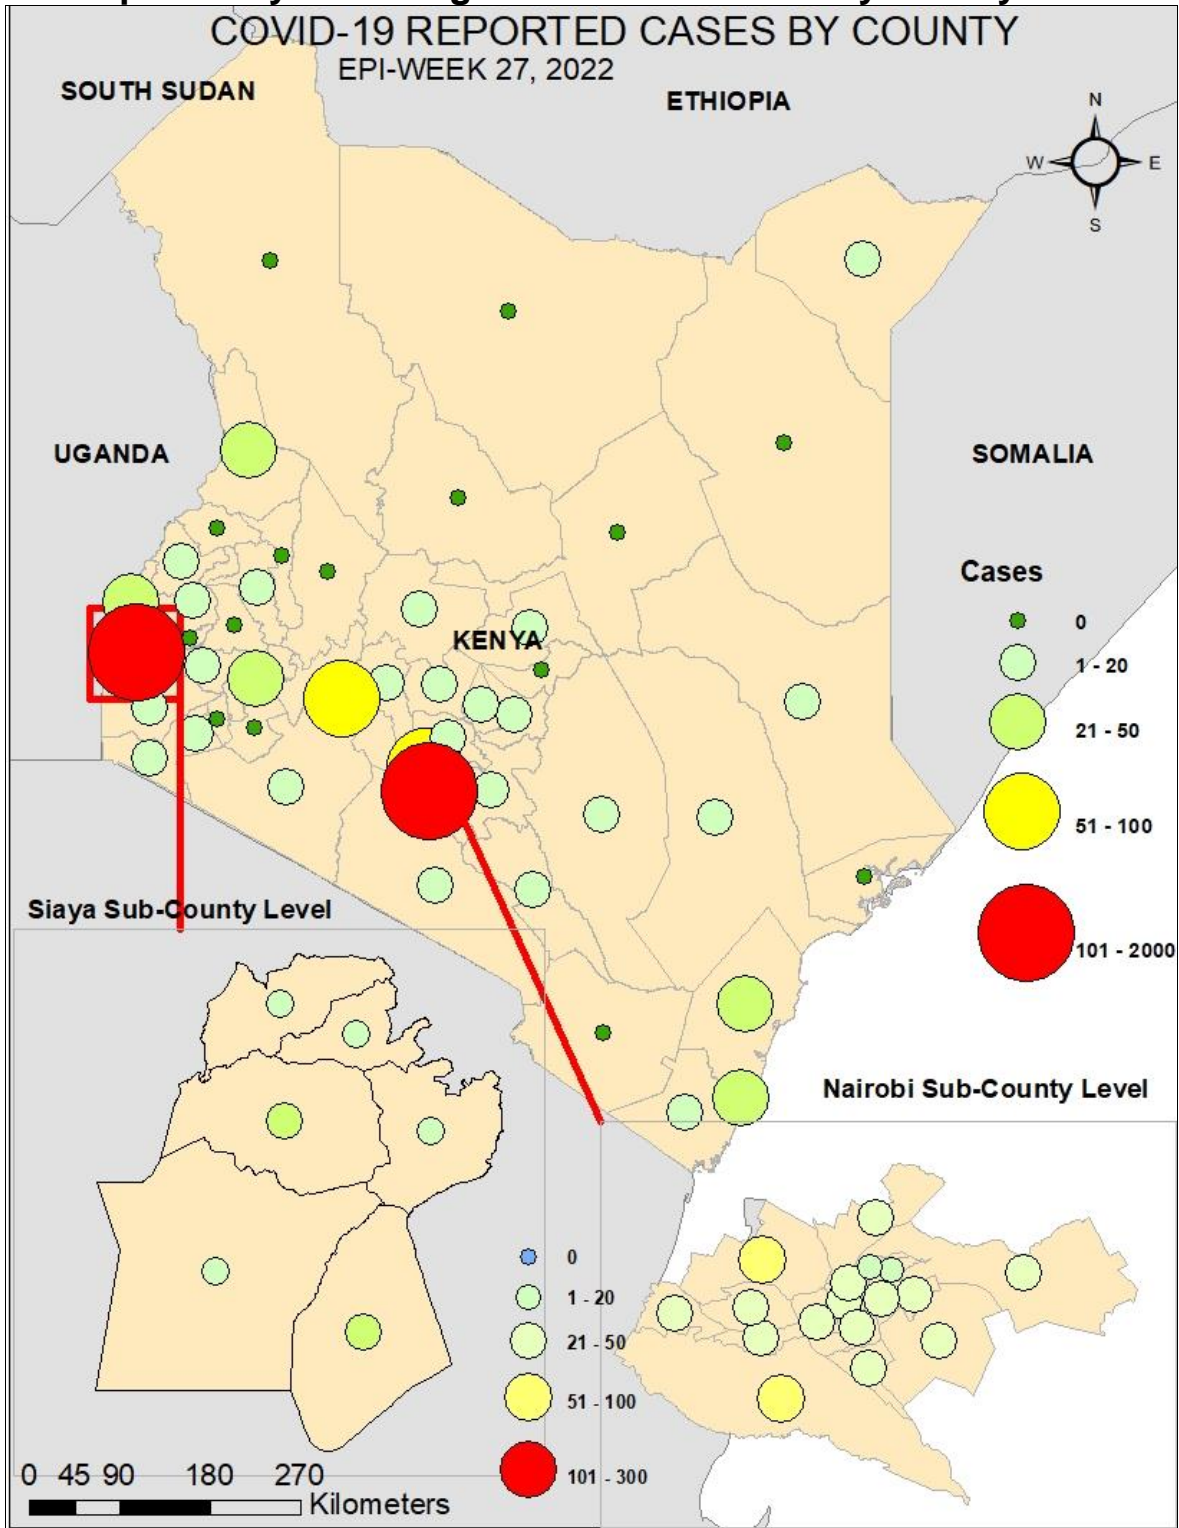 COVID-19 REPORTED CASES BY COUNTY
EPI-WEEK 27, 2022
SOUTH SUDAN
ETHIOPIA
N
W
E
S
UGANDA
SOMALIA
KENYA
Cases
0
1 - 20
21 - 50
51 - 100
101 - 2000
Siaya Sub-County Level
Nairobi Sub-County Level
0
1 - 20
21 - 50
51 - 100
101 - 300
0 45 90 180 270
Kilometers